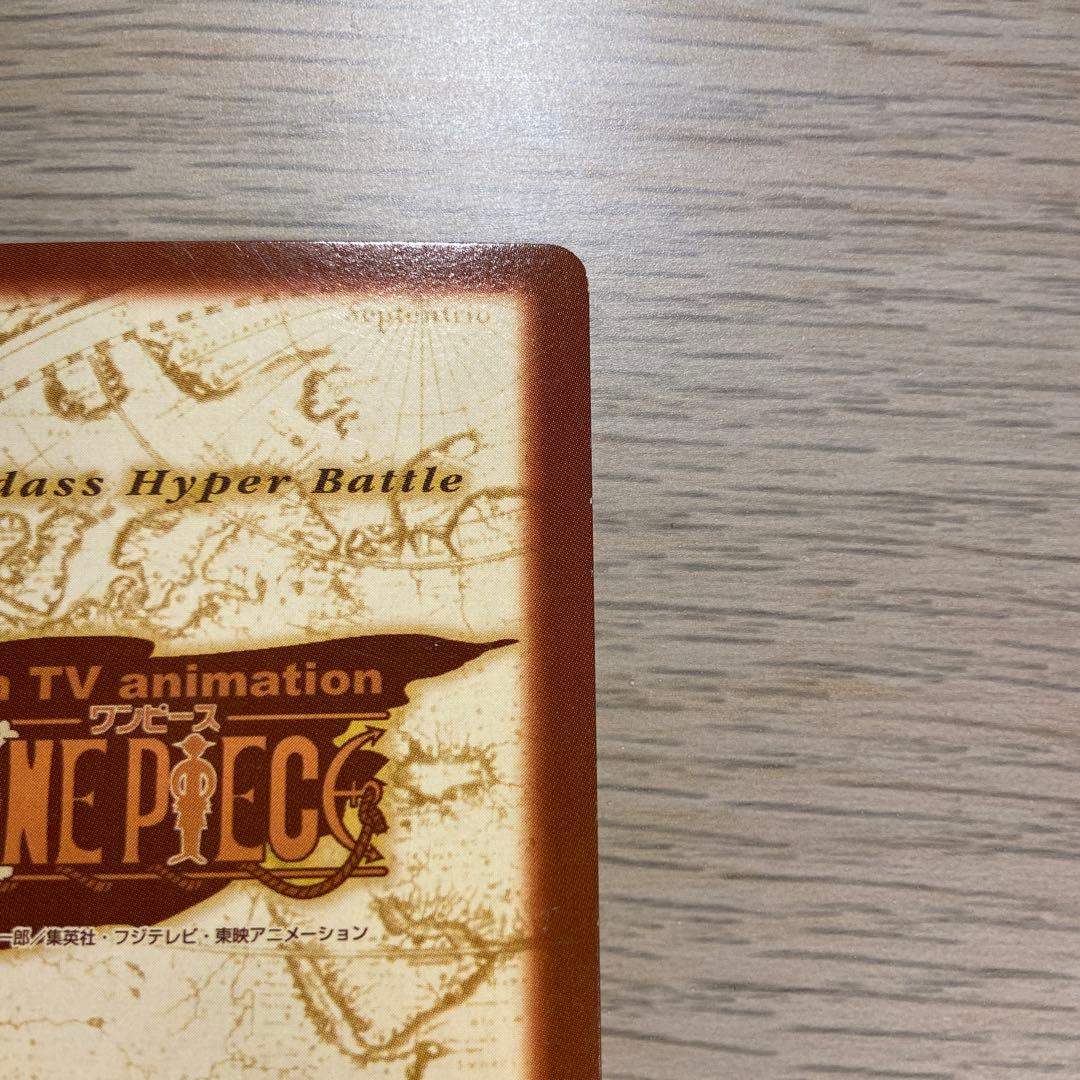 Septentrio
dass Hyper Battle
TV animation
ワンピース
NE PIECE
一郎／集英社・フジテレビ・東映アニメーション